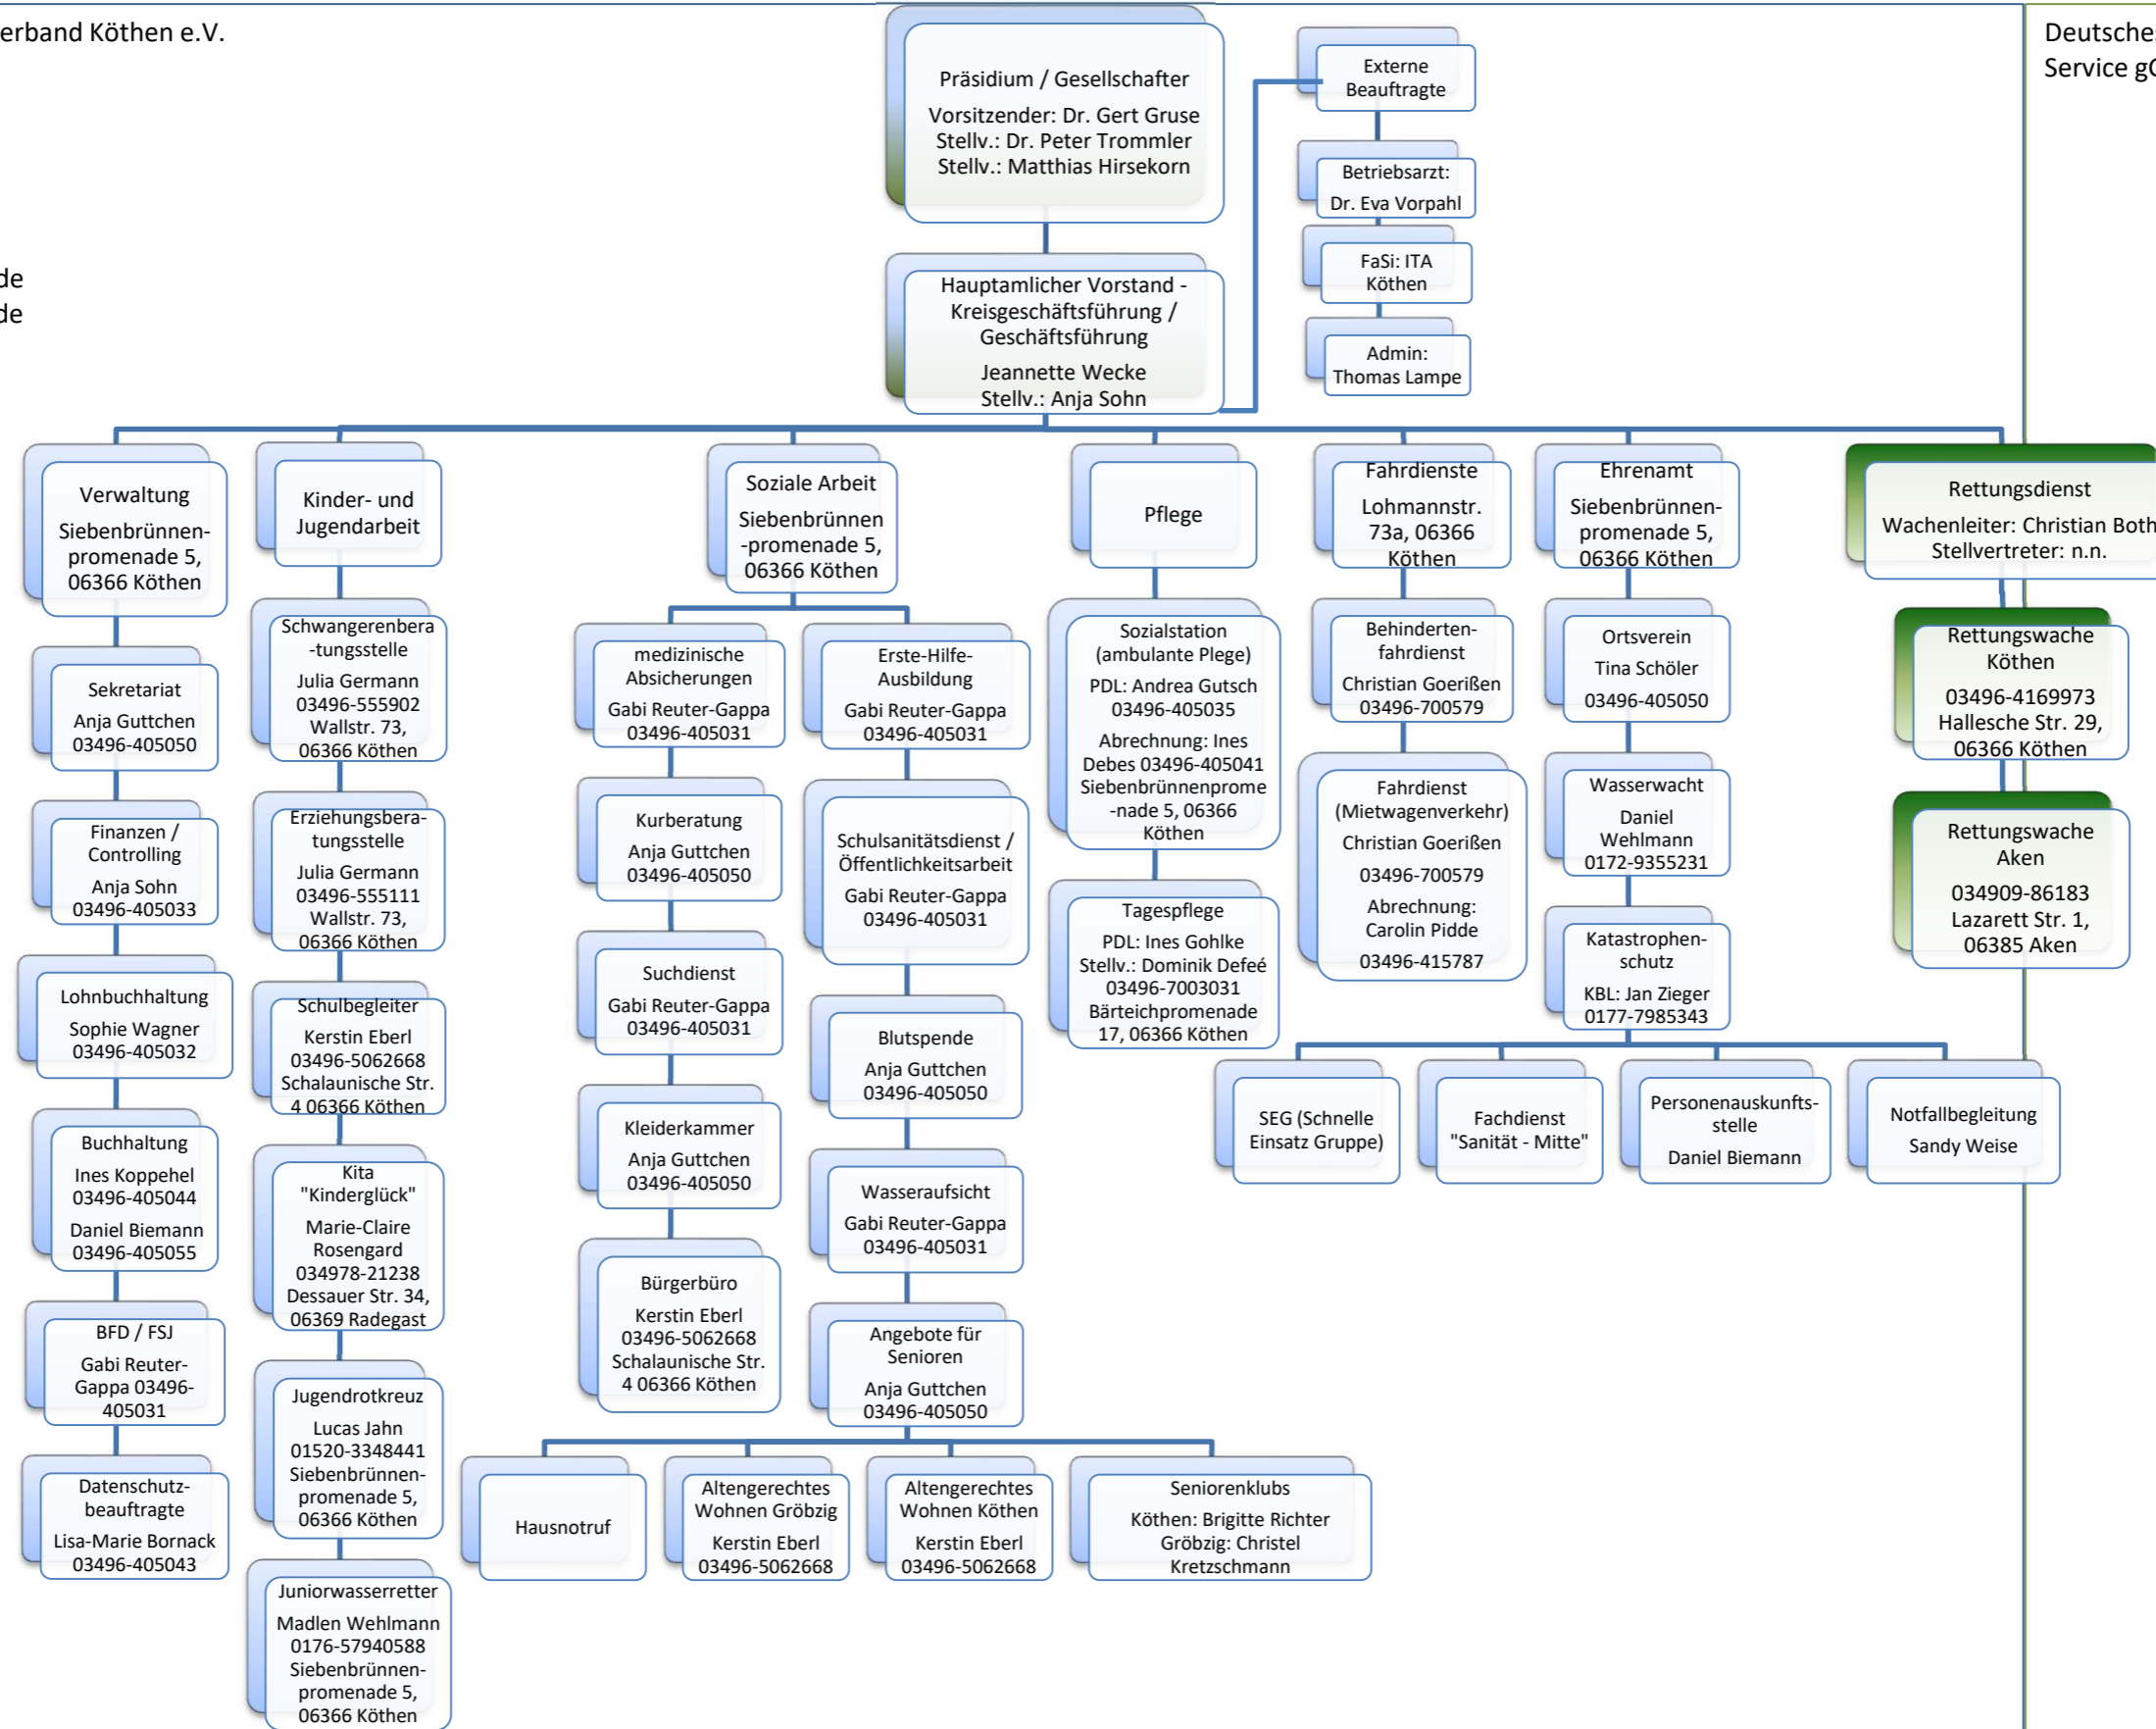 erband Köthen e.V.
Deutsche
Service
de
de
Präsidium / Gesellschafter
Vorsitzender: Dr. Gert Gruse
Stellv.: Dr. Peter Trommler
Stellv.: Matthias Hirsekorn
Externe
Beauftragte
Betriebsarzt:
Dr. Eva Vorpahl
FaSi: ITA
Köthen
Admin:
Thomas Lampe
Hauptamlicher Vorstand -
Kreisgeschäftsführung /
Geschäftsführung
Jeannette Wecke
Stellv.: Anja Sohn
Verwaltung
Siebenbrünnen-
promenade 5,
06366 Köthen
Sekretariat
Anja Guttchen
03496-405050
Finanzen /
Controlling
Anja Sohn
03496-405033
Lohnbuchhaltung
Sophie Wagner
03496-405032
Buchhaltung
Ines Koppehel
03496-405044
Daniel Biemann
03496-405055
BFD / FSJ
Gabi Reuter-
Gappa 03496-
405031
Datenschutz-
beauftragte
Lisa-Marie Bornack
03496-405043
Kinder- und
Jugendarbeit
Schwangerenbera
-tungsstelle
Julia Germann
03496-555902
Wallstr. 73,
06366 Köthen
Erziehungsbera-
tungsstelle
Julia Germann
03496-555111
Wallstr. 73,
06366 Köthen
Schulbegleiter
Kerstin Eberl
03496-5062668
Schalaunische Str.
4 06366 Köthen
Kita
"Kinderglück"
Marie-Claire
Rosengard
034978-21238
Dessauer Str. 34,
06369 Radegast
Jugendrotkreuz
Lucas Jahn
01520-3348441
Siebenbrünnen-
promenade 5,
06366 Köthen
Juniorwasserretter
Madlen Wehlmann
0176-57940588
Siebenbrünnen-
promenade 5,
06366 Köthen
Soziale Arbeit
Siebenbrünnen
-promenade 5,
06366 Köthen
medizinische
Absicherungen
Gabi Reuter-Gappa
03496-405031
Kurberatung
Anja Guttchen
03496-405050
Suchdienst
Gabi Reuter-Gappa
03496-405031
Kleiderkammer
Anja Guttchen
03496-405050
Bürgerbüro
Kerstin Eberl
03496-5062668
Schalaunische Str.
4 06366 Köthen
Erste-Hilfe-
Ausbildung
Gabi Reuter-Gappa
03496-405031
Schulsanitätsdienst /
Öffentlichkeitsarbeit
Gabi Reuter-Gappa
03496-405031
Blutspende
Anja Guttchen
03496-405050
Wasseraufsicht
Gabi Reuter-Gappa
03496-405031
Angebote für
Senioren
Anja Guttchen
03496-405050
Hausnotruf
Altengerechtes
Wohnen Gröbzig
Kerstin Eberl
03496-5062668
Altengerechtes
Wohnen Köthen
Kerstin Eberl
03496-5062668
Seniorenklubs
Köthen: Brigitte Richter
Gröbzig: Christel
Kretzschmann
Pflege
Sozialstation
(ambulante Plege)
PDL: Andrea Gutsch
03496-405035
Abrechnung: Ines
Debes 03496-405041
Siebenbrünnenprome
-nade 5, 06366
Köthen
Tagespflege
PDL: Ines Gohlke
Stellv.: Dominik Defeé
03496-7003031
Bärteichpromenade
17, 06366 Köthen
Fahrdienste
Lohmannstr.
73a, 06366
Köthen
Behinderten-
fahrdienst
Christian Goerißen
03496-700579
Fahrdienst
(Mietwagenverkehr)
Christian Goerißen
03496-700579
Abrechnung:
Carolin Pidde
03496-415787
Ehrenamt
Siebenbrünnen-
promenade 5,
06366 Köthen
Ortsverein
Tina Schöler
03496-405050
Wasserwacht
Daniel
Wehlmann
0172-9355231
Katastrophen-
schutz
KBL: Jan Zieger
0177-7985343
SEG (Schnelle
Einsatz Gruppe)
Fachdienst
"Sanität - Mitte"
Personenauskunfts-
stelle
Daniel Biemann
Notfallbegleitung
Sandy Weise
Rettungsdienst
Wachenleiter: Christian Both
Stellvertreter: n.n.
Rettungswache
Köthen
03496-4169973
Hallesche Str. 29,
06366 Köthen
Rettungswache
Aken
034909-86183
Lazarett Str. 1,
06385 Aken